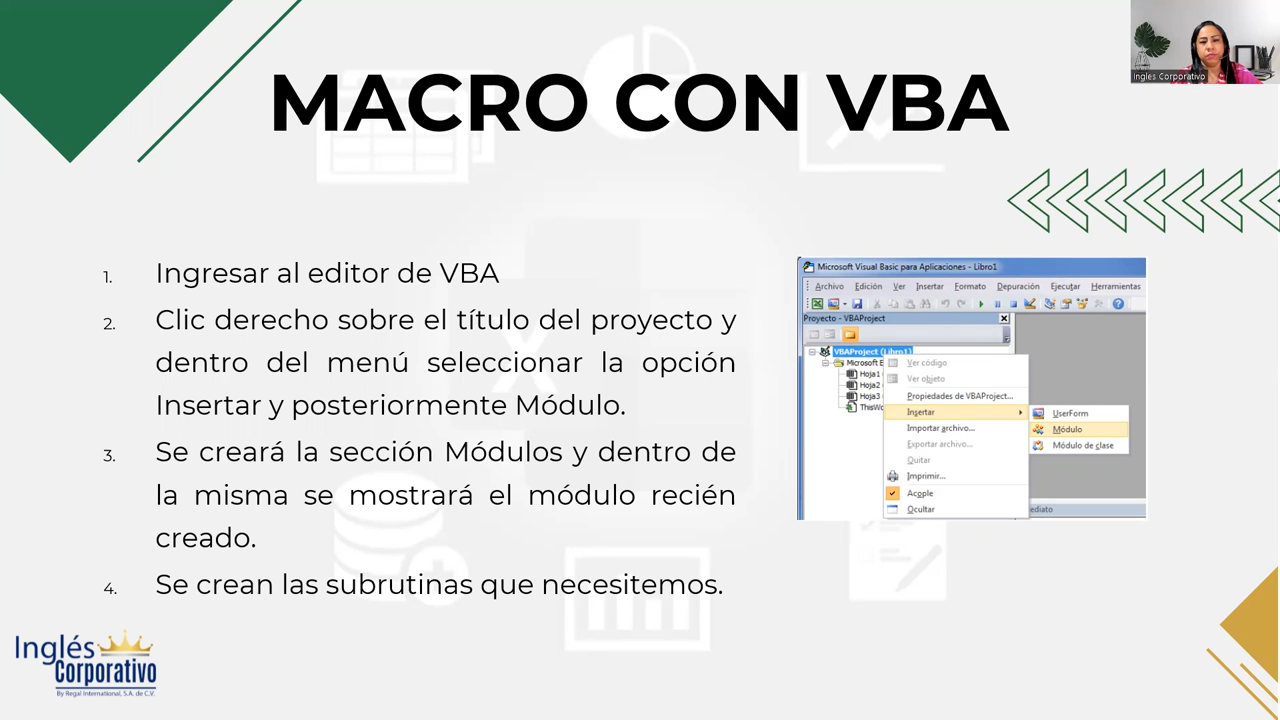 Inglés Corporativo
MACRO CON VBA
1. Ingresar al editor de VBA
2. Clic derecho sobre el título del proyecto y
dentro del menú seleccionar la opción
Insertar y posteriormente Módulo.
3. Se creará la sección Módulos y dentro de
la misma se mostrará el módulo recién
creado.
4. Se crean las subrutinas que necesitemos.
Microsoft Visual Basic para Aplicaciones - Libro1
Archivo Edición Ver Insertar Formato Depuración Ejecutar Herramientas
Proyecto - VBAProject
VBAProject (Libro1)
Microsoft E
Hoja1
Hoja2
Hoja3
ThisWo
Ver código
Ver objeto
Propiedades de VBAProject...
Insertar
Importar archivo...
Exportar archivo...
Quitar
Imprimir...
Acople
Ocultar
UserForm
Módulo
Módulo de clase
ediato
Inglés
Corporativo
By Regal International, S.A. de C.V.